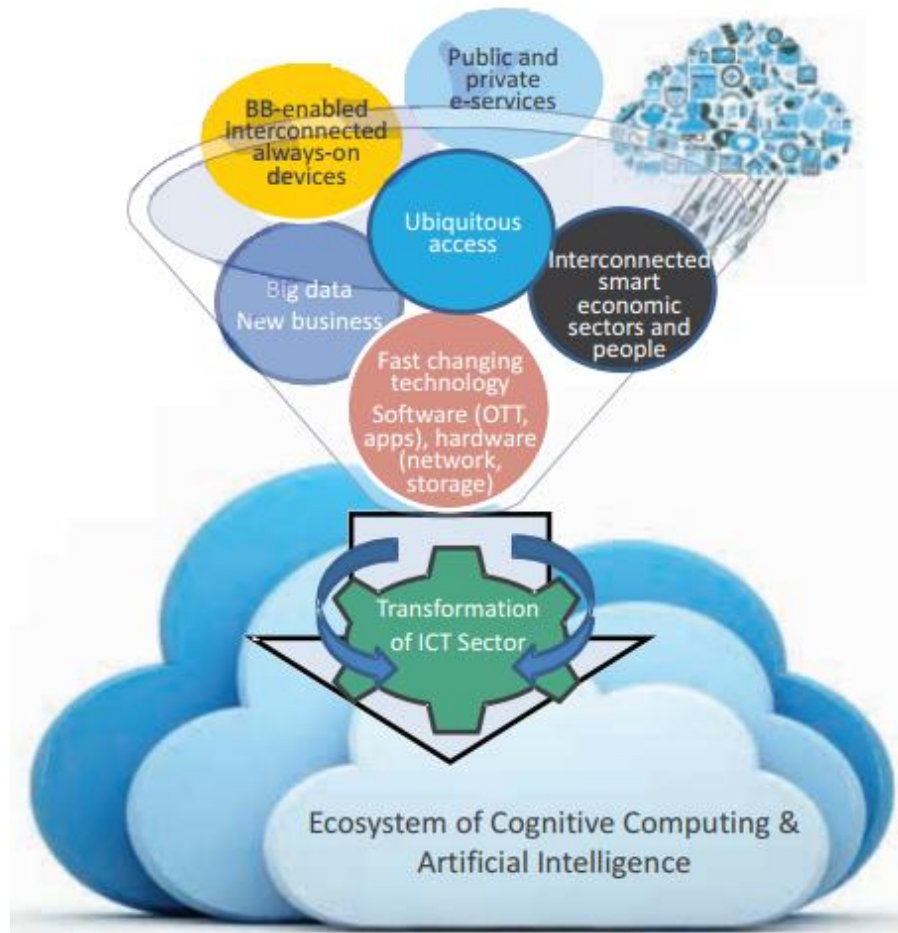 Public and
private
e-services
BB-enabled
Interconnected
always-on
devices
Ubiquitous
access
Interconnected
smart
economic
sectors and
people
Big data
New business
Fast changing
technology
Software (OTT,
apps), hardware
(network,
storage)
Transformation
of ICT Sector
Ecosystem of Cognitive Computing &
Artificial Intelligence